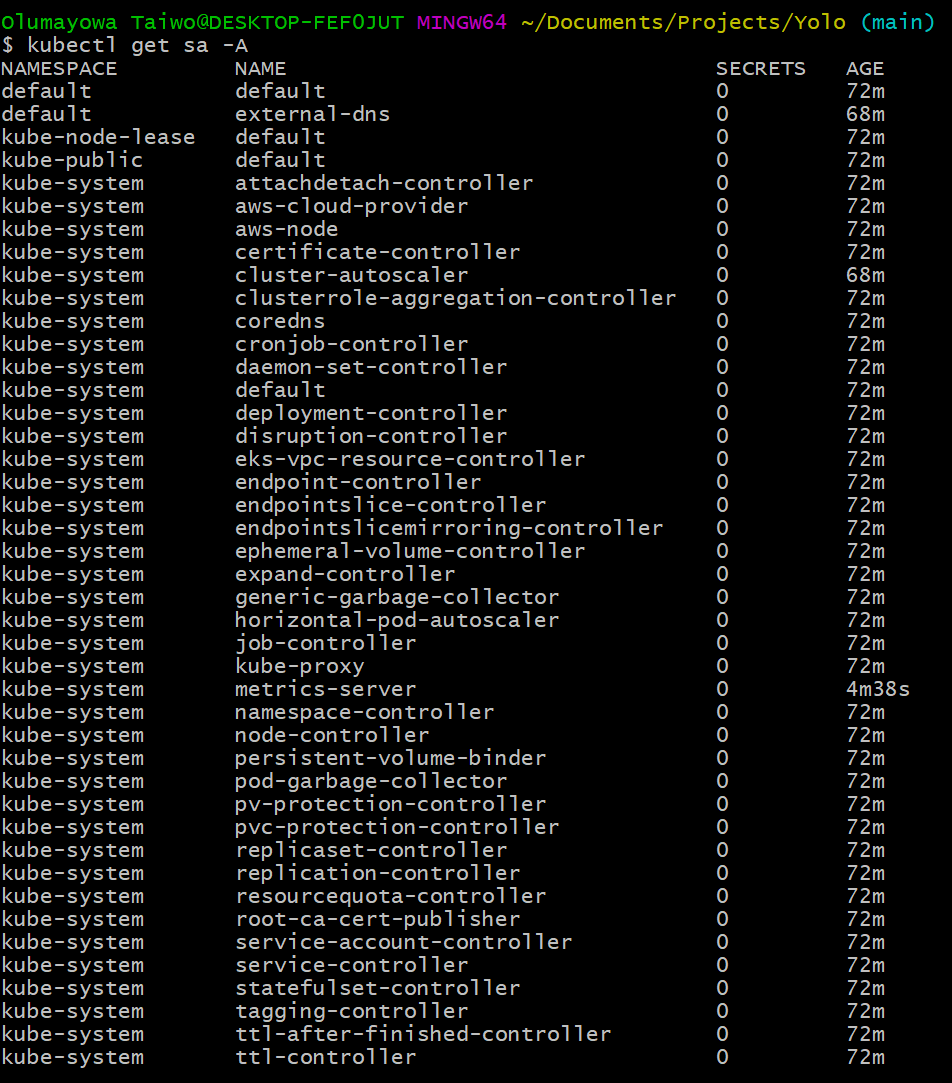 Olumayowa Taiwo@DESKTOP-FEF0JUT MINGW64 ~/Documents/Projects/Yolo (main)
$ kubectl get sa -A
NAMESPACE NAME SECRETS AGE
default default 0 72m
default external-dns 0 68m
kube-node-lease default 0 72m
kube-public default 0 72m
kube-system attachdetach-controller 0 72m
kube-system aws-cloud-provider 0 72m
kube-system aws-node 0 72m
kube-system certificate-controller 0 72m
kube-system cluster-autoscaler 0 68m
kube-system clusterrole-aggregation-controller 0 72m
kube-system coredns 0 72m
kube-system cronjob-controller 0 72m
kube-system daemon-set-controller 0 72m
kube-system default 0 72m
kube-system deployment-controller 0 72m
kube-system disruption-controller 0 72m
kube-system eks-vpc-resource-controller 0 72m
kube-system endpoint-controller 0 72m
kube-system endpointslice-controller 0 72m
kube-system endpointslicemirroring-controller 0 72m
kube-system ephemeral-volume-controller 0 72m
kube-system expand-controller 0 72m
kube-system generic-garbage-collector 0 72m
kube-system horizontal-pod-autoscaler 0 72m
kube-system job-controller 0 72m
kube-system kube-proxy 0 72m
kube-system metrics-server 0 4m38s
kube-system namespace-controller 0 72m
kube-system node-controller 0 72m
kube-system persistent-volume-binder 0 72m
kube-system pod-garbage-collector 0 72m
kube-system pv-protection-controller 0 72m
kube-system pvc-protection-controller 0 72m
kube-system replicaset-controller 0 72m
kube-system replication-controller 0 72m
kube-system resourcequota-controller 0 72m
kube-system root-ca-cert-publisher 0 72m
kube-system service-account-controller 0 72m
kube-system service-controller 0 72m
kube-system statefulset-controller 0 72m
kube-system tagging-controller 0 72m
kube-system ttl-after-finished-controller 0 72m
kube-system ttl-controller 0 72m